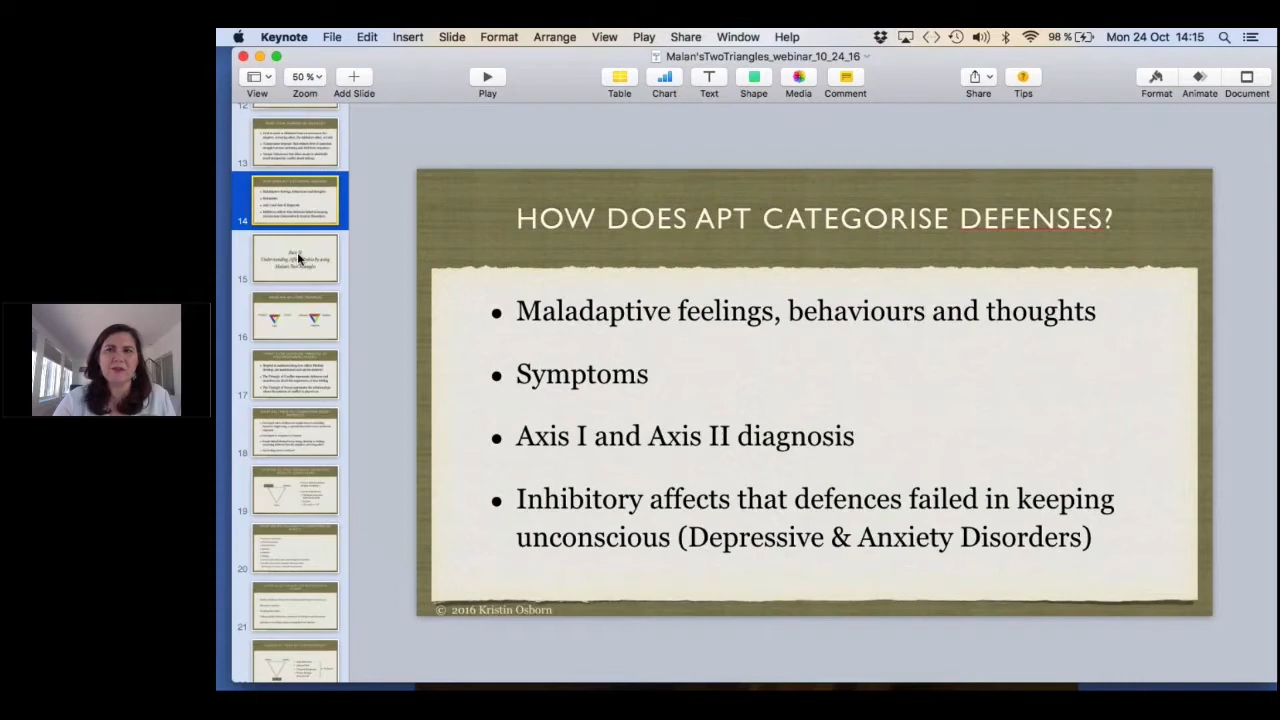 Keynote File Edit Insert Slide Format Arrange View Play Share Window Help 98 % Mon 24 Oct 14:15
Malan'sTwoTriangles_webinar_10_24_16
50 %
View Zoom Add Slide Play Table Chart Text Shape Media Comment Share Tips Format Animate Document
12
13
14
15
16
17
18
19
20
21
HOW DOES APT CATEGORISE DEFENSES?
• Maladaptive feelings, behaviours and thoughts
• Symptoms
• Axis I and Axis II diagnosis
• Inhibitory affects that defences failed in keeping
unconscious (Depressive & Anxiety Disorders)
© 2016 Kristin Osborn